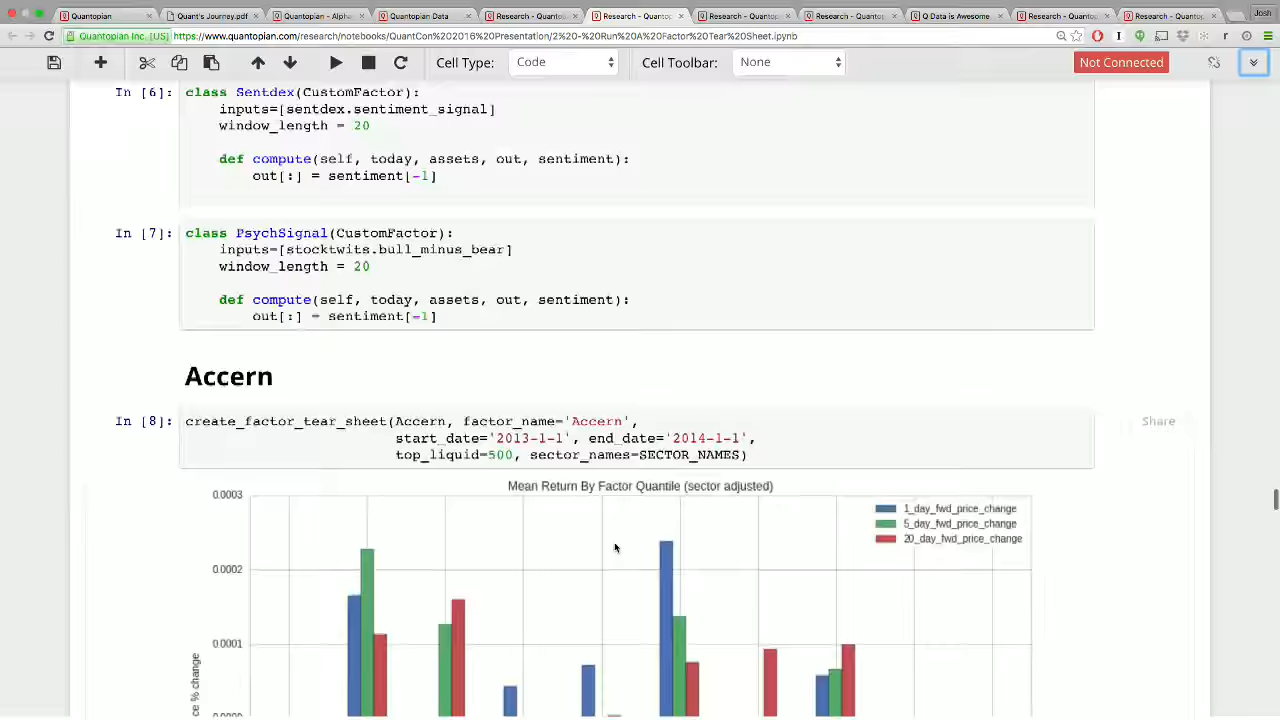 Quantopian
Quant's Journey.pdf
Quantopian - Alpha
Quantopian Data
Research - Quantop
Research - Quantop
Research - Quantop
Research - Quantop
Q Data is Awesome
Research - Quantop
Research - Quantop
Josh
Quantopian Inc. [US] https://www.quantopian.com/research/notebooks/QuantCon%202016%20Presentation/2%20-%20Run%20A%20Factor%20Tear%20Sheet.ipynb
Cell Type: Code Cell Toolbar: None Not Connected
In [6]: class Sentdex(CustomFactor):
inputs=[sentdex.sentiment_signal]
window_length = 20
def compute(self, today, assets, out, sentiment):
out[:] = sentiment[-1]
In [7]: class PsychSignal(CustomFactor):
inputs=[stocktwits.bull_minus_bear]
window_length = 20
def compute(self, today, assets, out, sentiment):
out[:] = sentiment[-1]
Accern
In [8]: create_factor_tear_sheet(Accern, factor_name='Accern',
start_date='2013-1-1', end_date='2014-1-1',
top_liquid=500, sector_names=SECTOR_NAMES)
Share
Mean Return By Factor Quantile (sector adjusted)
0.0003
1_day_fwd_price_change
5_day_fwd_price_change
20_day_fwd_price_change
0.0002
0.0001
ce % change
0.0000